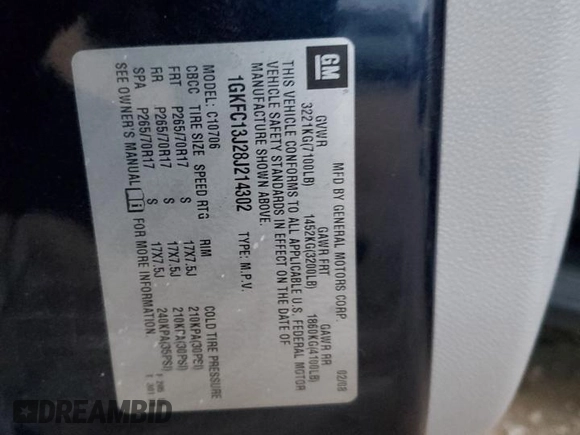 GM
MFD BY GENERAL MOTORS CORP
02/08
GVWR GAWR FRT GAWR RR
3221KG(7100LB) 1452KG(3200LB) 1860KG(4100LB)
THIS VEHICLE CONFORMS TO ALL APPLICABLE U.S. FEDERAL MOTOR
VEHICLE SAFETY STANDARDS IN EFFECT ON THE DATE OF
MANUFACTURE SHOWN ABOVE.
1GKFC13J28J214302 TYPE: M.P.V.
MODEL: C10706
CBCC TIRE SIZE SPEED RTG RIM COLD TIRE PRESSURE
FRT P265/70R17 S 17X7.5J 210KPA(30PSI)
RR P265/70R17 S 17X7.5J 210KPA(30PSI)
SPA P265/70R17 S 17X7.5J 240KPA(35PSI)
SEE OWNER'S MANUAL FOR MORE INFORMATION.
DREAMBID